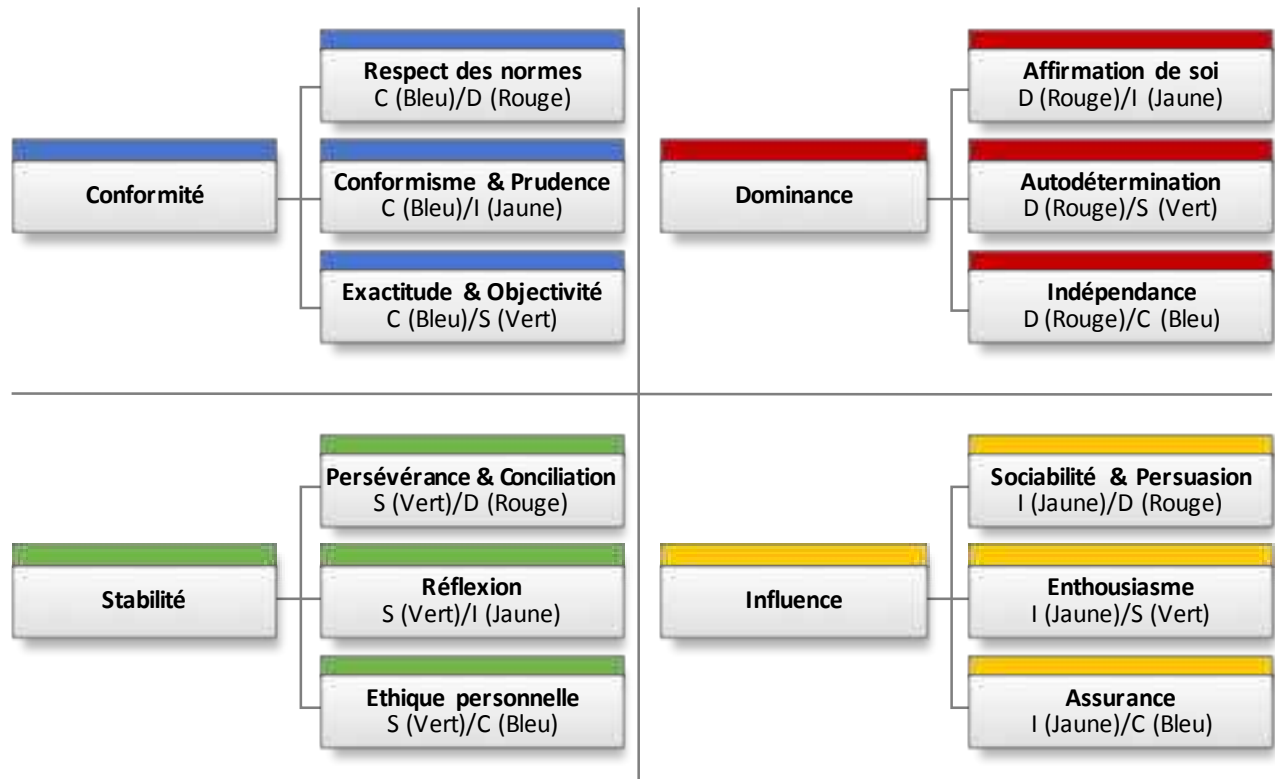 Conformité
Respect des normes
C (Bleu)/D (Rouge)
Conformisme & Prudence
C (Bleu)/I (Jaune)
Exactitude & Objectivité
C (Bleu)/S (Vert)
Dominance
Affirmation de soi
D (Rouge)/I (Jaune)
Autodétermination
D (Rouge)/S (Vert)
Indépendance
D (Rouge)/C (Bleu)
Stabilité
Persévérance & Conciliation
S (Vert)/D (Rouge)
Réflexion
S (Vert)/I (Jaune)
Ethique personnelle
S (Vert)/C (Bleu)
Influence
Sociabilité & Persuasion
I (Jaune)/D (Rouge)
Enthousiasme
I (Jaune)/S (Vert)
Assurance
I (Jaune)/C (Bleu)